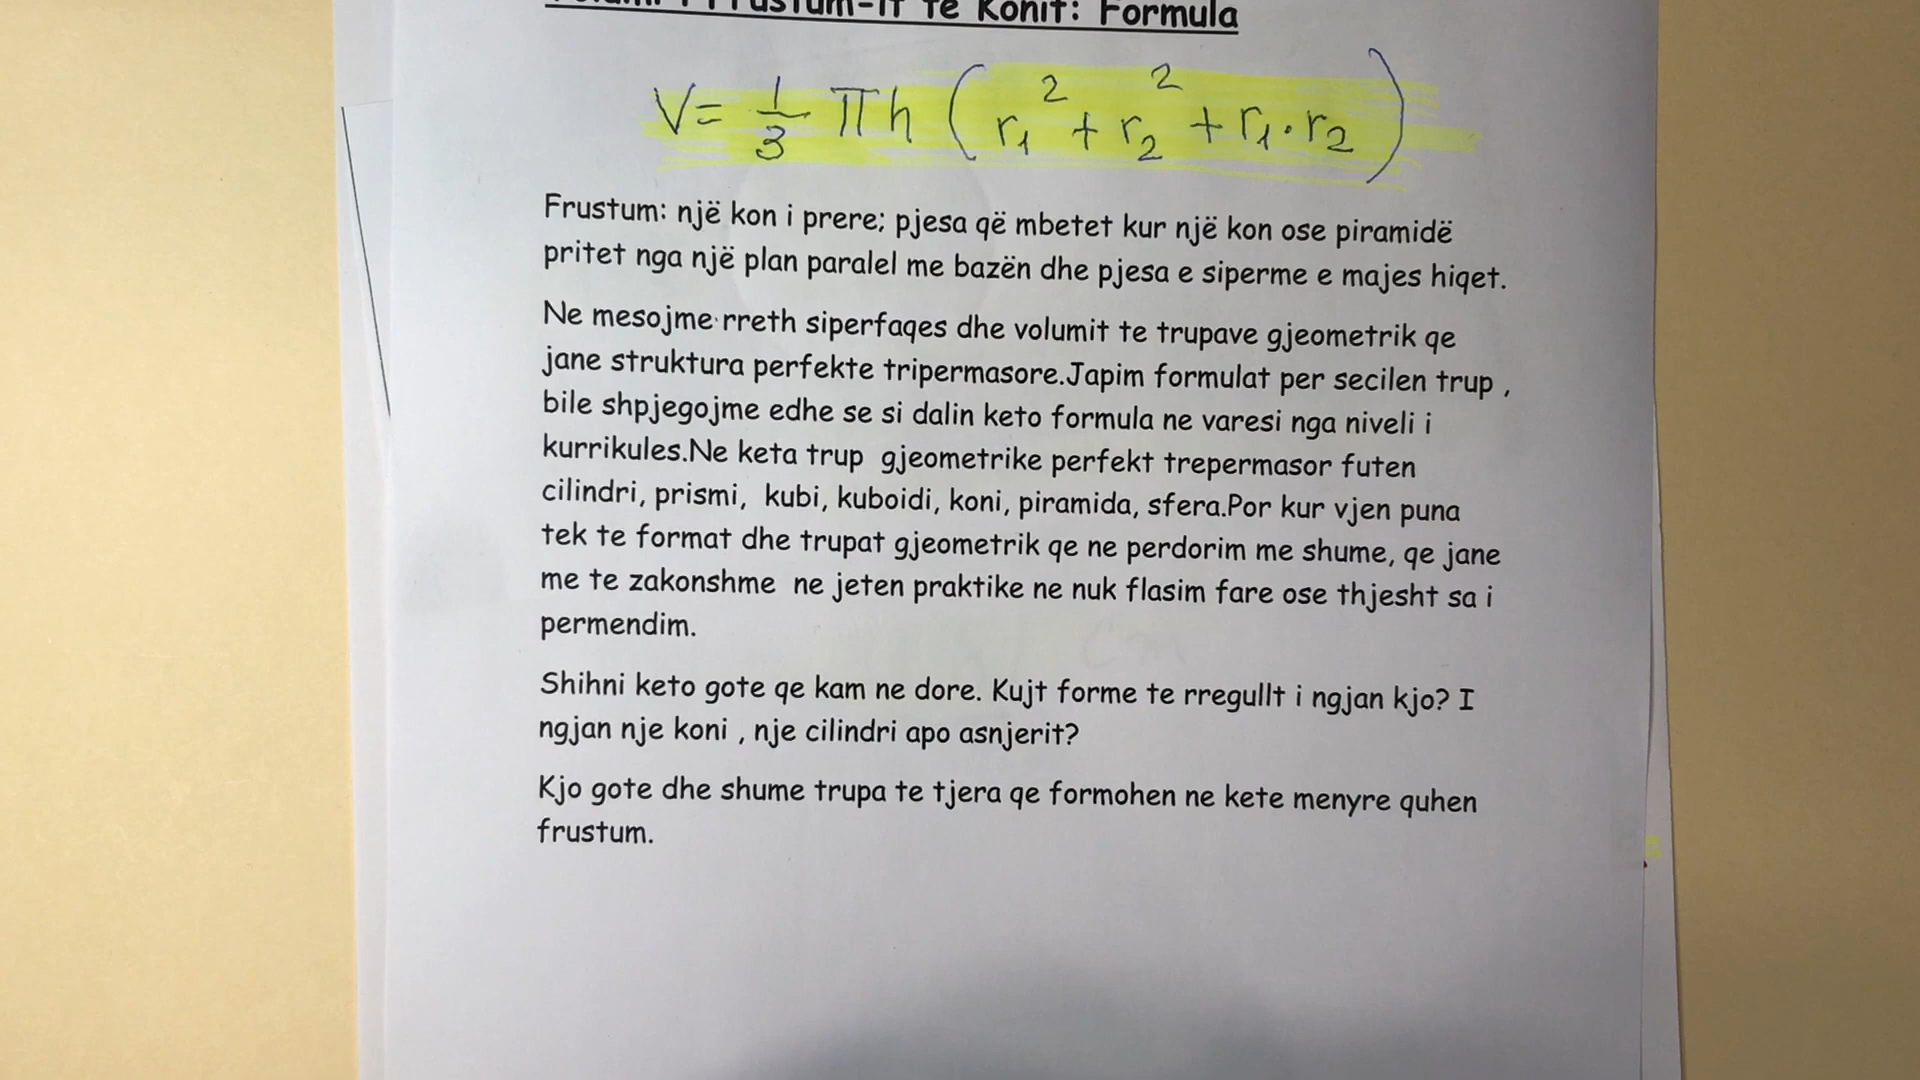 Volumi i Frustum-it te Konit: Formula
V = 1/3 π h (r₁² + r₂² + r₁ · r₂)
Frustum: një kon i prere; pjesa që mbetet kur një kon ose piramidë
pritet nga një plan paralel me bazën dhe pjesa e siperme e majes hiqet.
Ne mesojme rreth siperfaqes dhe volumit te trupave gjeometrik qe
jane struktura perfekte tripermasore.Japim formulat per secilen trup ,
bile shpjegojme edhe se si dalin keto formula ne varesi nga niveli i
kurrikules.Ne keta trup gjeometrike perfekt trepermasor futen
cilindri, prismi, kubi, kuboidi, koni, piramida, sfera.Por kur vjen puna
tek te format dhe trupat gjeometrik qe ne perdorim me shume, qe jane
me te zakonshme ne jeten praktike ne nuk flasim fare ose thjesht sa i
permendim.
Shihni keto gote qe kam ne dore. Kujt forme te rregullt i ngjan kjo? I
ngjan nje koni , nje cilindri apo asnjerit?
Kjo gote dhe shume trupa te tjera qe formohen ne kete menyre quhen
frustum.